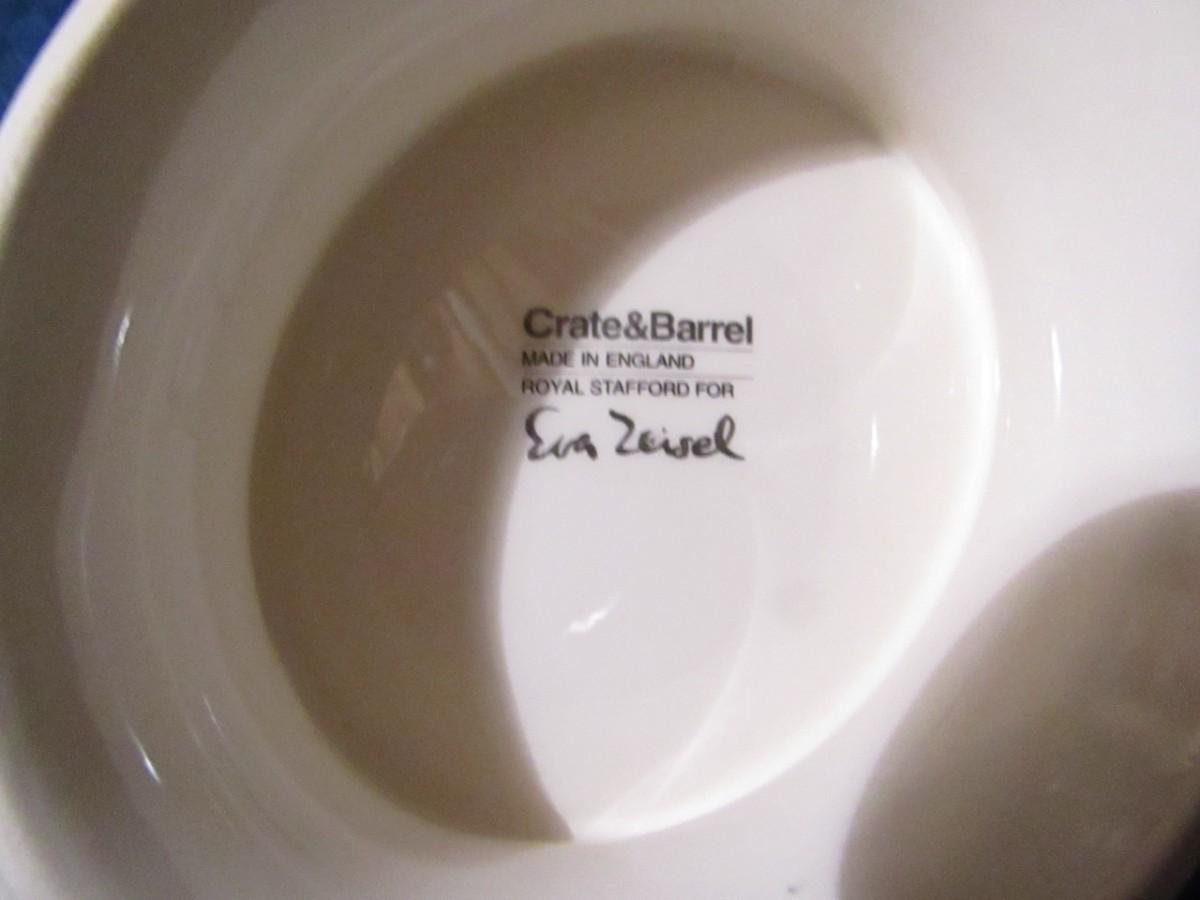 Crate&Barrel
MADE IN ENGLAND
ROYAL STAFFORD FOR
Eva Zeisel